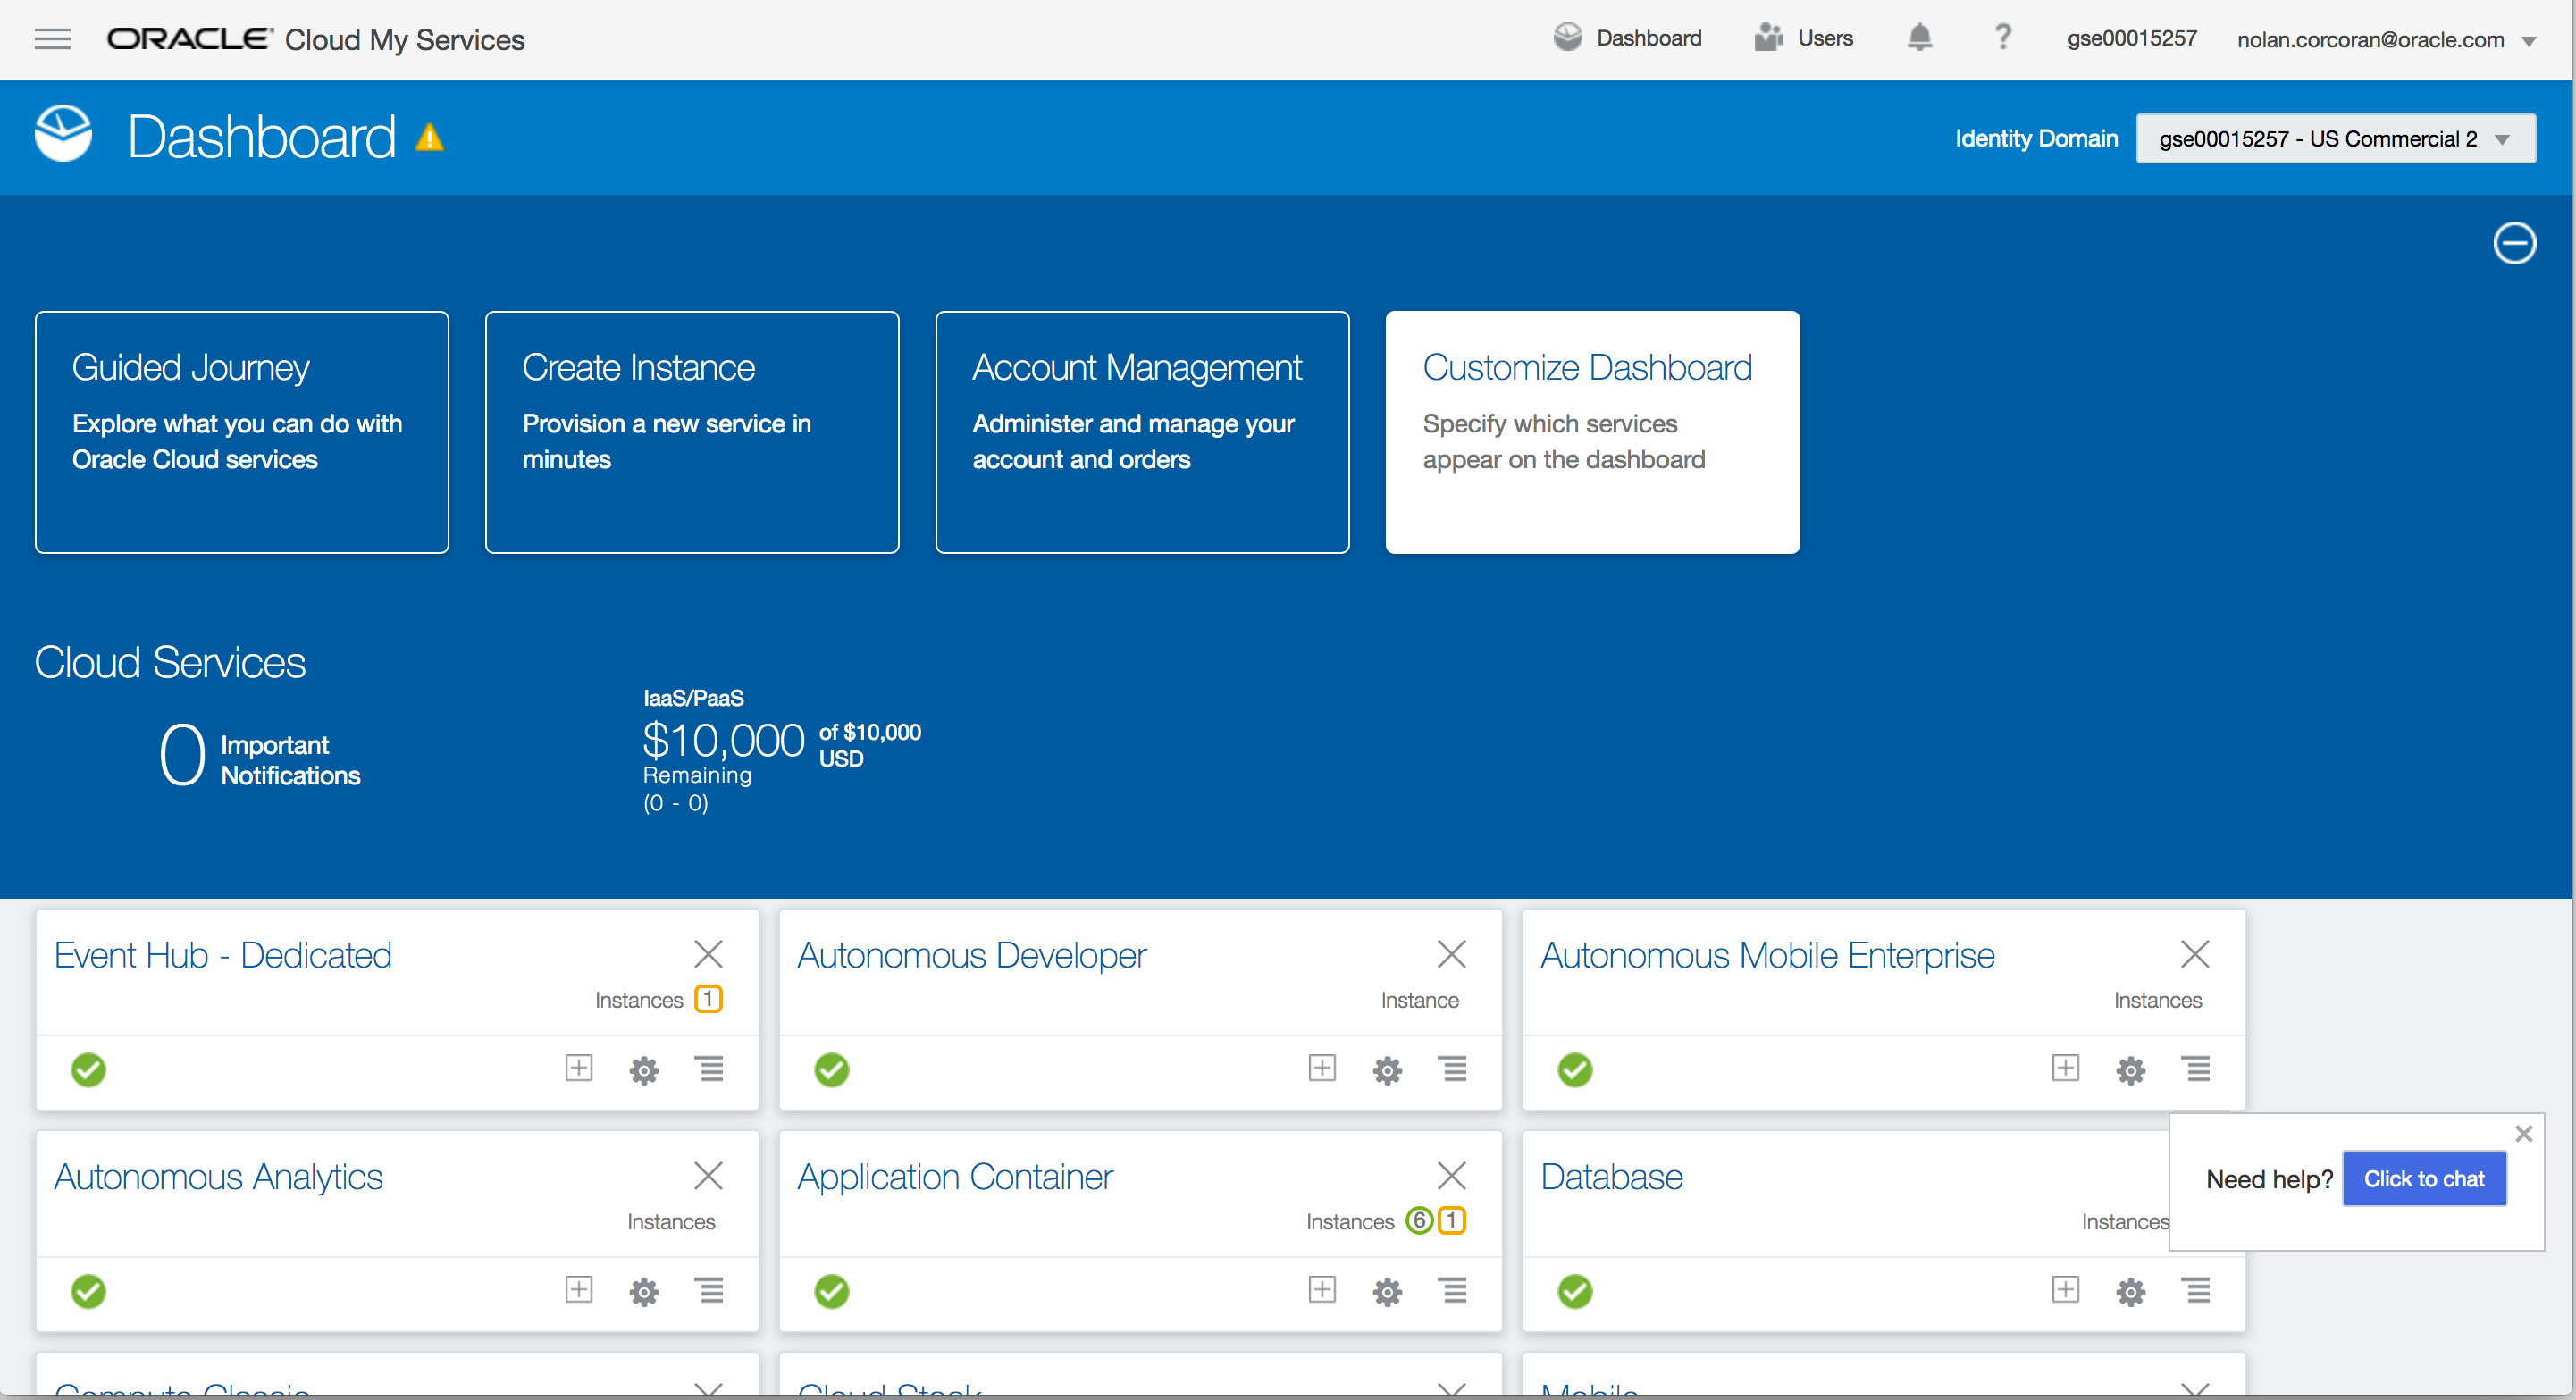 ORACLE Cloud My Services
Dashboard
Users
?
gse00015257
nolan.corcoran@oracle.com
Dashboard
Identity Domain
gse00015257 - US Commercial 2
Guided Journey
Explore what you can do with
Oracle Cloud services
Create Instance
Provision a new service in
minutes
Account Management
Administer and manage your
account and orders
Customize Dashboard
Specify which services
appear on the dashboard
Cloud Services
0 Important
Notifications
IaaS/PaaS
$10,000 of $10,000
USD
Remaining
(0 - 0)
Event Hub - Dedicated
Instances 1
Autonomous Developer
Instance
Autonomous Mobile Enterprise
Instances
Autonomous Analytics
Instances
Application Container
Instances 6 1
Database
Instances
Need help? Click to chat
Compute Classic
Cloud Stack
Mobile